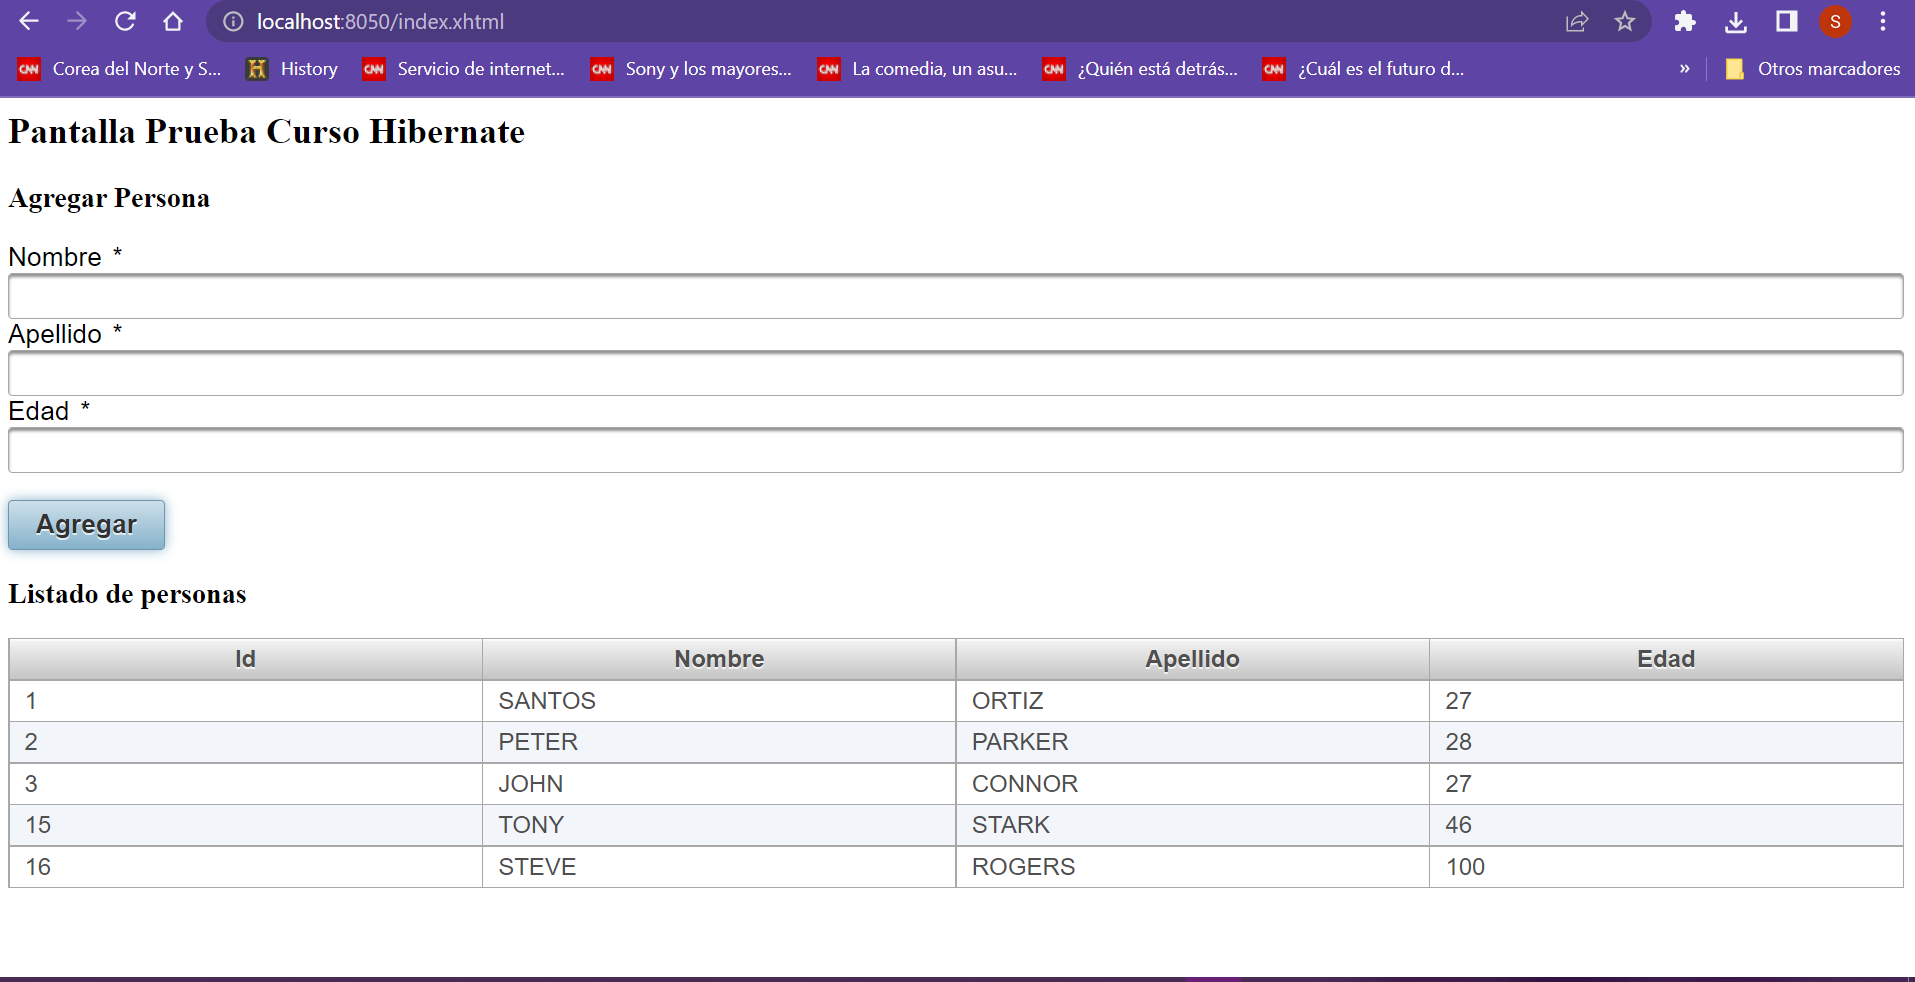 localhost:8050/index.xhtml
S
CNN Corea del Norte y S... H History CNN Servicio de internet... CNN Sony y los mayores... CNN La comedia, un asu... CNN ¿Quién está detrás... CNN ¿Cuál es el futuro d... » Otros marcadores
Pantalla Prueba Curso Hibernate
Agregar Persona
Nombre *
Apellido *
Edad *
Agregar
Listado de personas
Id Nombre Apellido Edad
1 SANTOS ORTIZ 27
2 PETER PARKER 28
3 JOHN CONNOR 27
15 TONY STARK 46
16 STEVE ROGERS 100